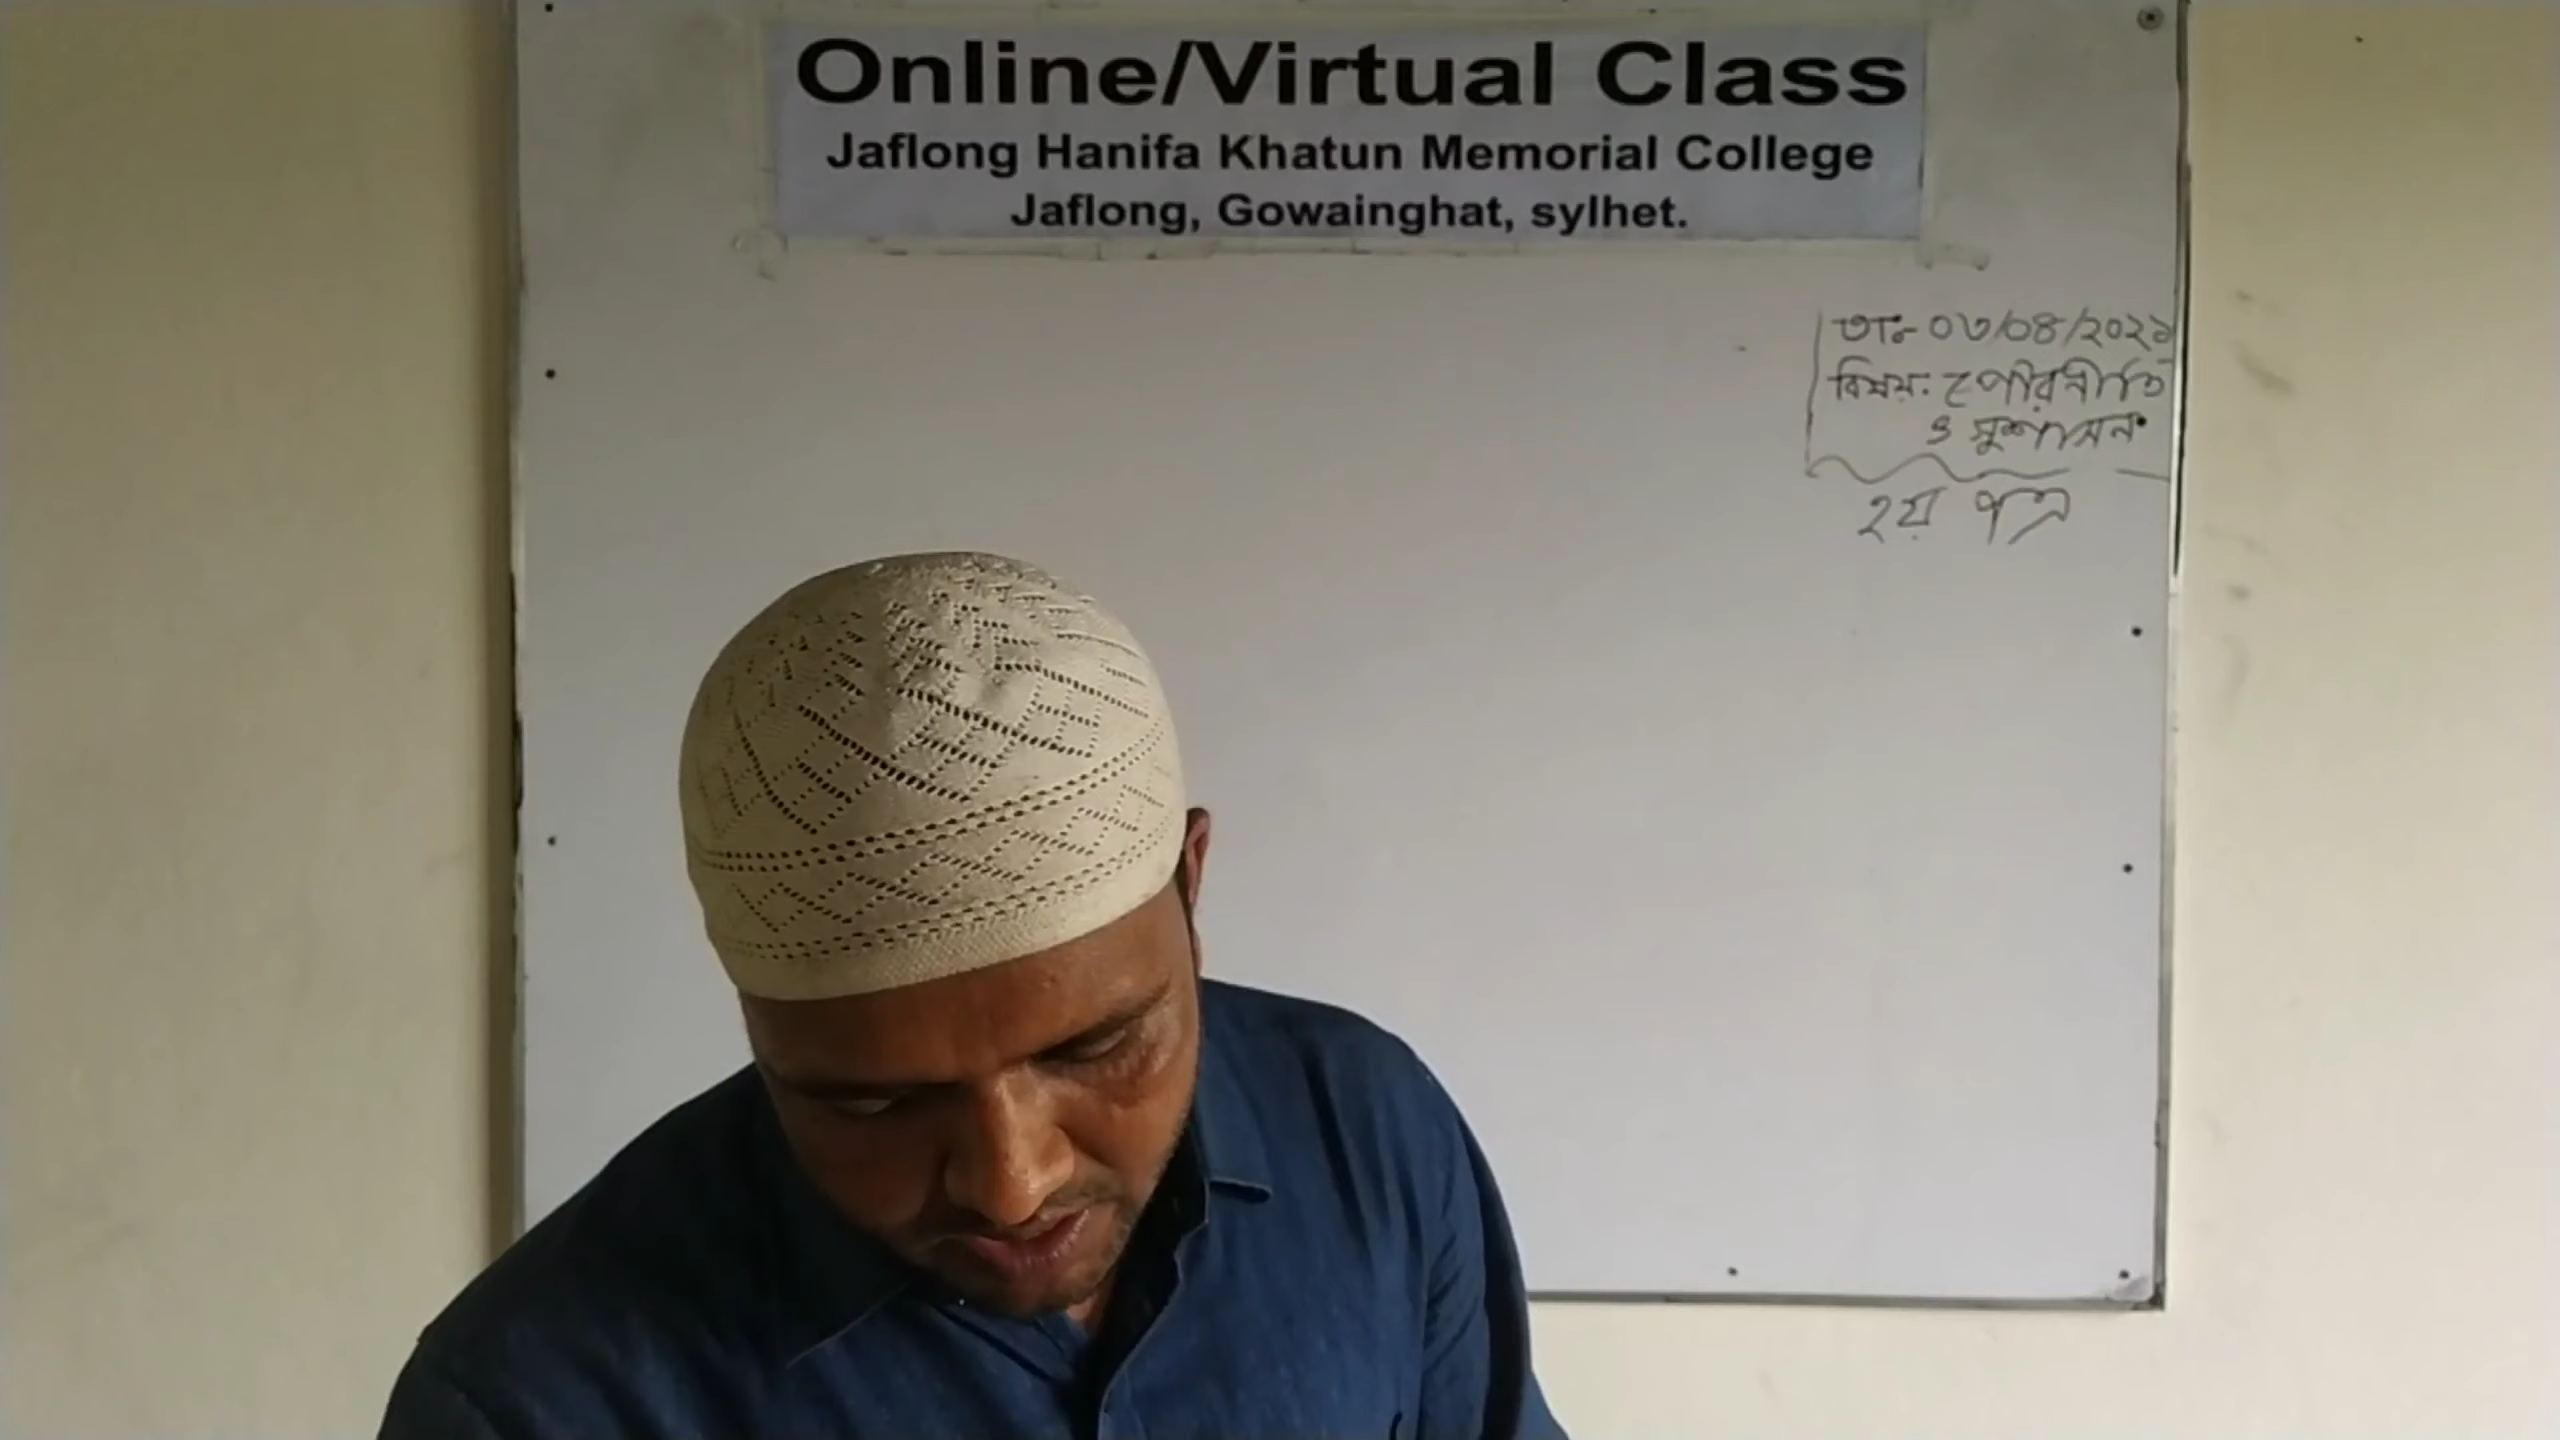 Online/Virtual Class
Jaflong Hanifa Khatun Memorial College
Jaflong, Gowainghat, sylhet.
তাং- ০৩/০৪/২০২১
বিষয়: পৌরনীতি
ও সুশাসন
২য় পত্র